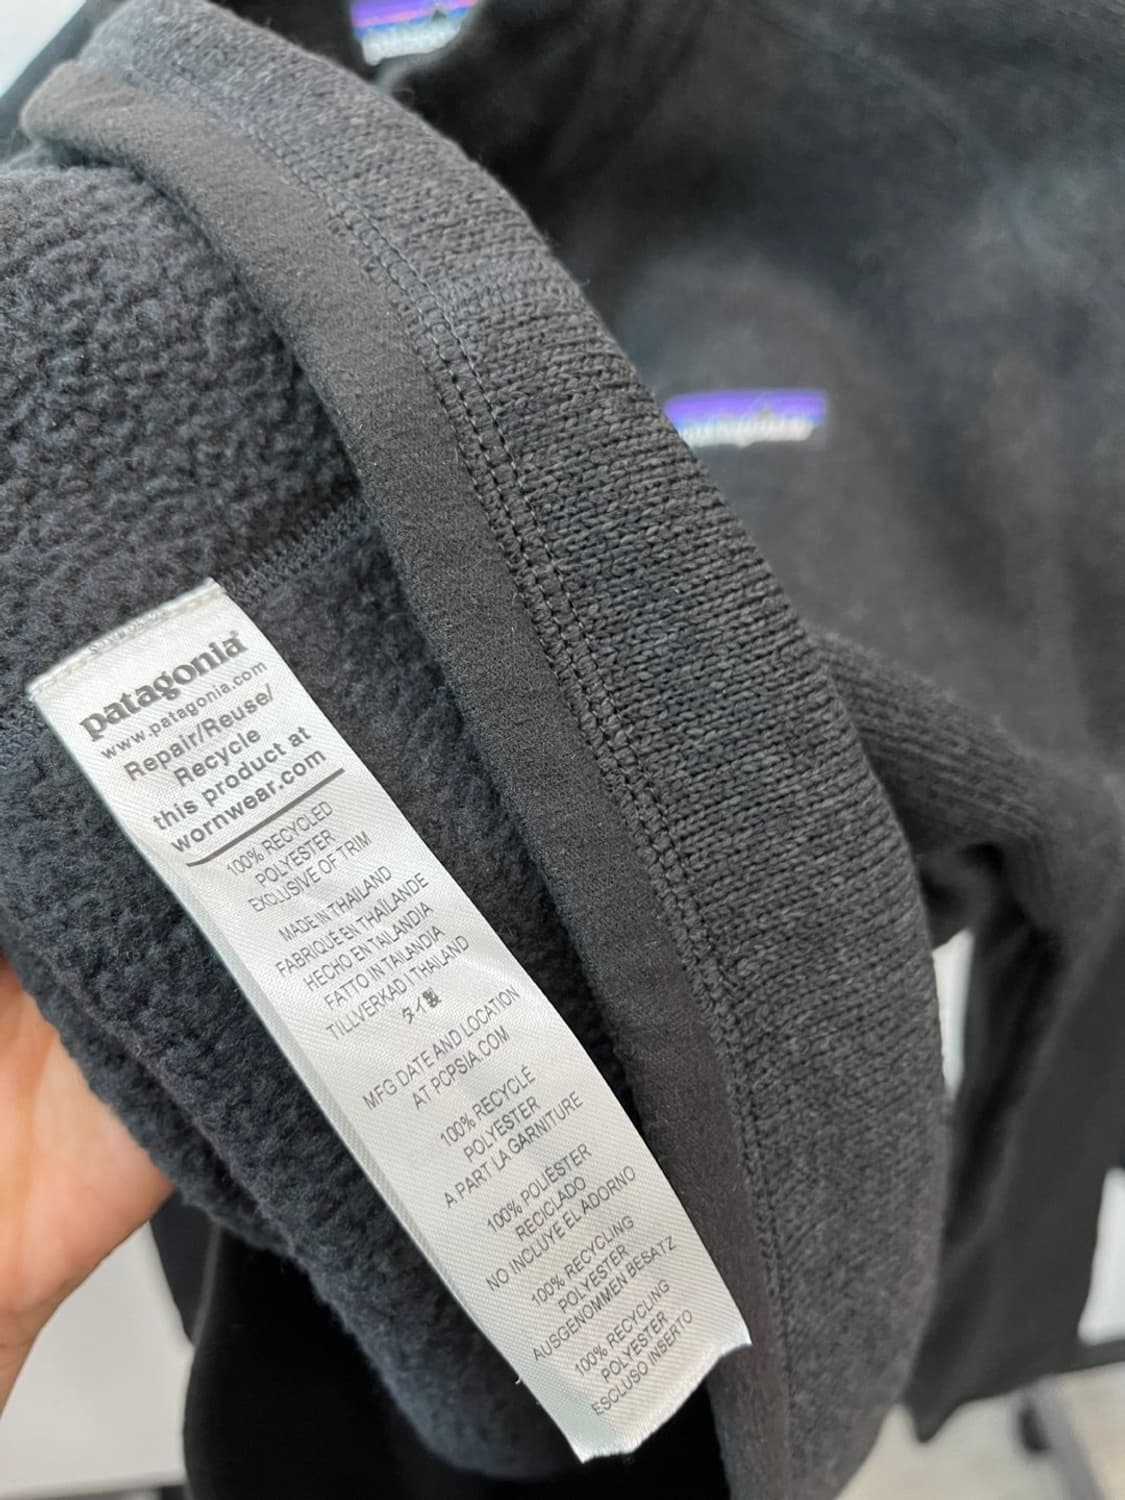 patagonia®
www.patagonia.com
Repair/Reuse/
Recycle
this product at
wornwear.com
100% RECYCLED
POLYESTER
EXCLUSIVE OF TRIM
MADE IN THAILAND
FABRIQUÉ EN THAÏLANDE
HECHO EN TAILANDIA
FATTO IN TAILANDIA
TILLVERKAD I THAILAND
タイ製
MFG DATE AND LOCATION
AT PCPSIA.COM
100% RECYCLÉ
POLYESTER
A PART LA GARNITURE
100% POLIÉSTER
RECICLADO
NO INCLUYE EL ADORNO
100% RECYCLING
POLYESTER
AUSGENOMMEN BESATZ
100% RECYCLING
POLYESTER
ESCLUSO INSERTO